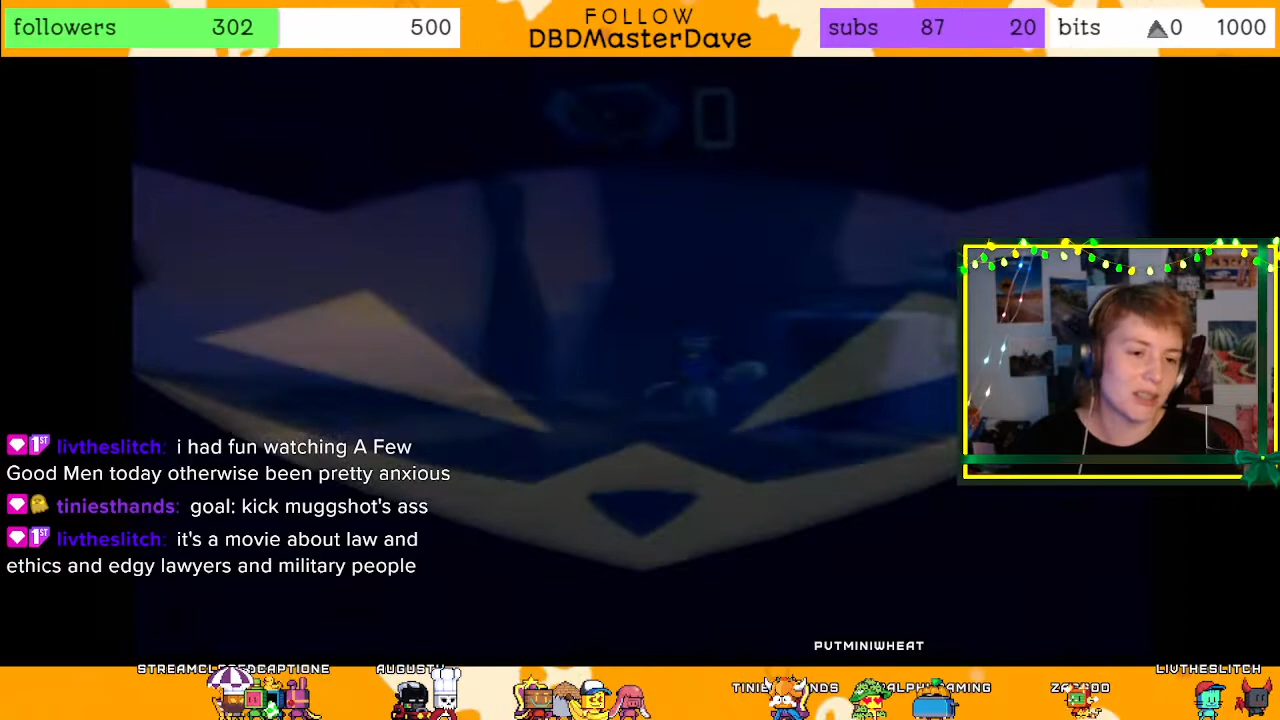 followers 302 500
FOLLOW
DBDMasterDave
subs 87 20
bits 0 1000
0
livtheslitch: i had fun watching A Few
Good Men today otherwise been pretty anxious
tiniesthands: goal: kick muggshot's ass
livtheslitch: it's a movie about law and
ethics and edgy lawyers and military people
PUTMINIWHEAT
LIVTHESLITCH